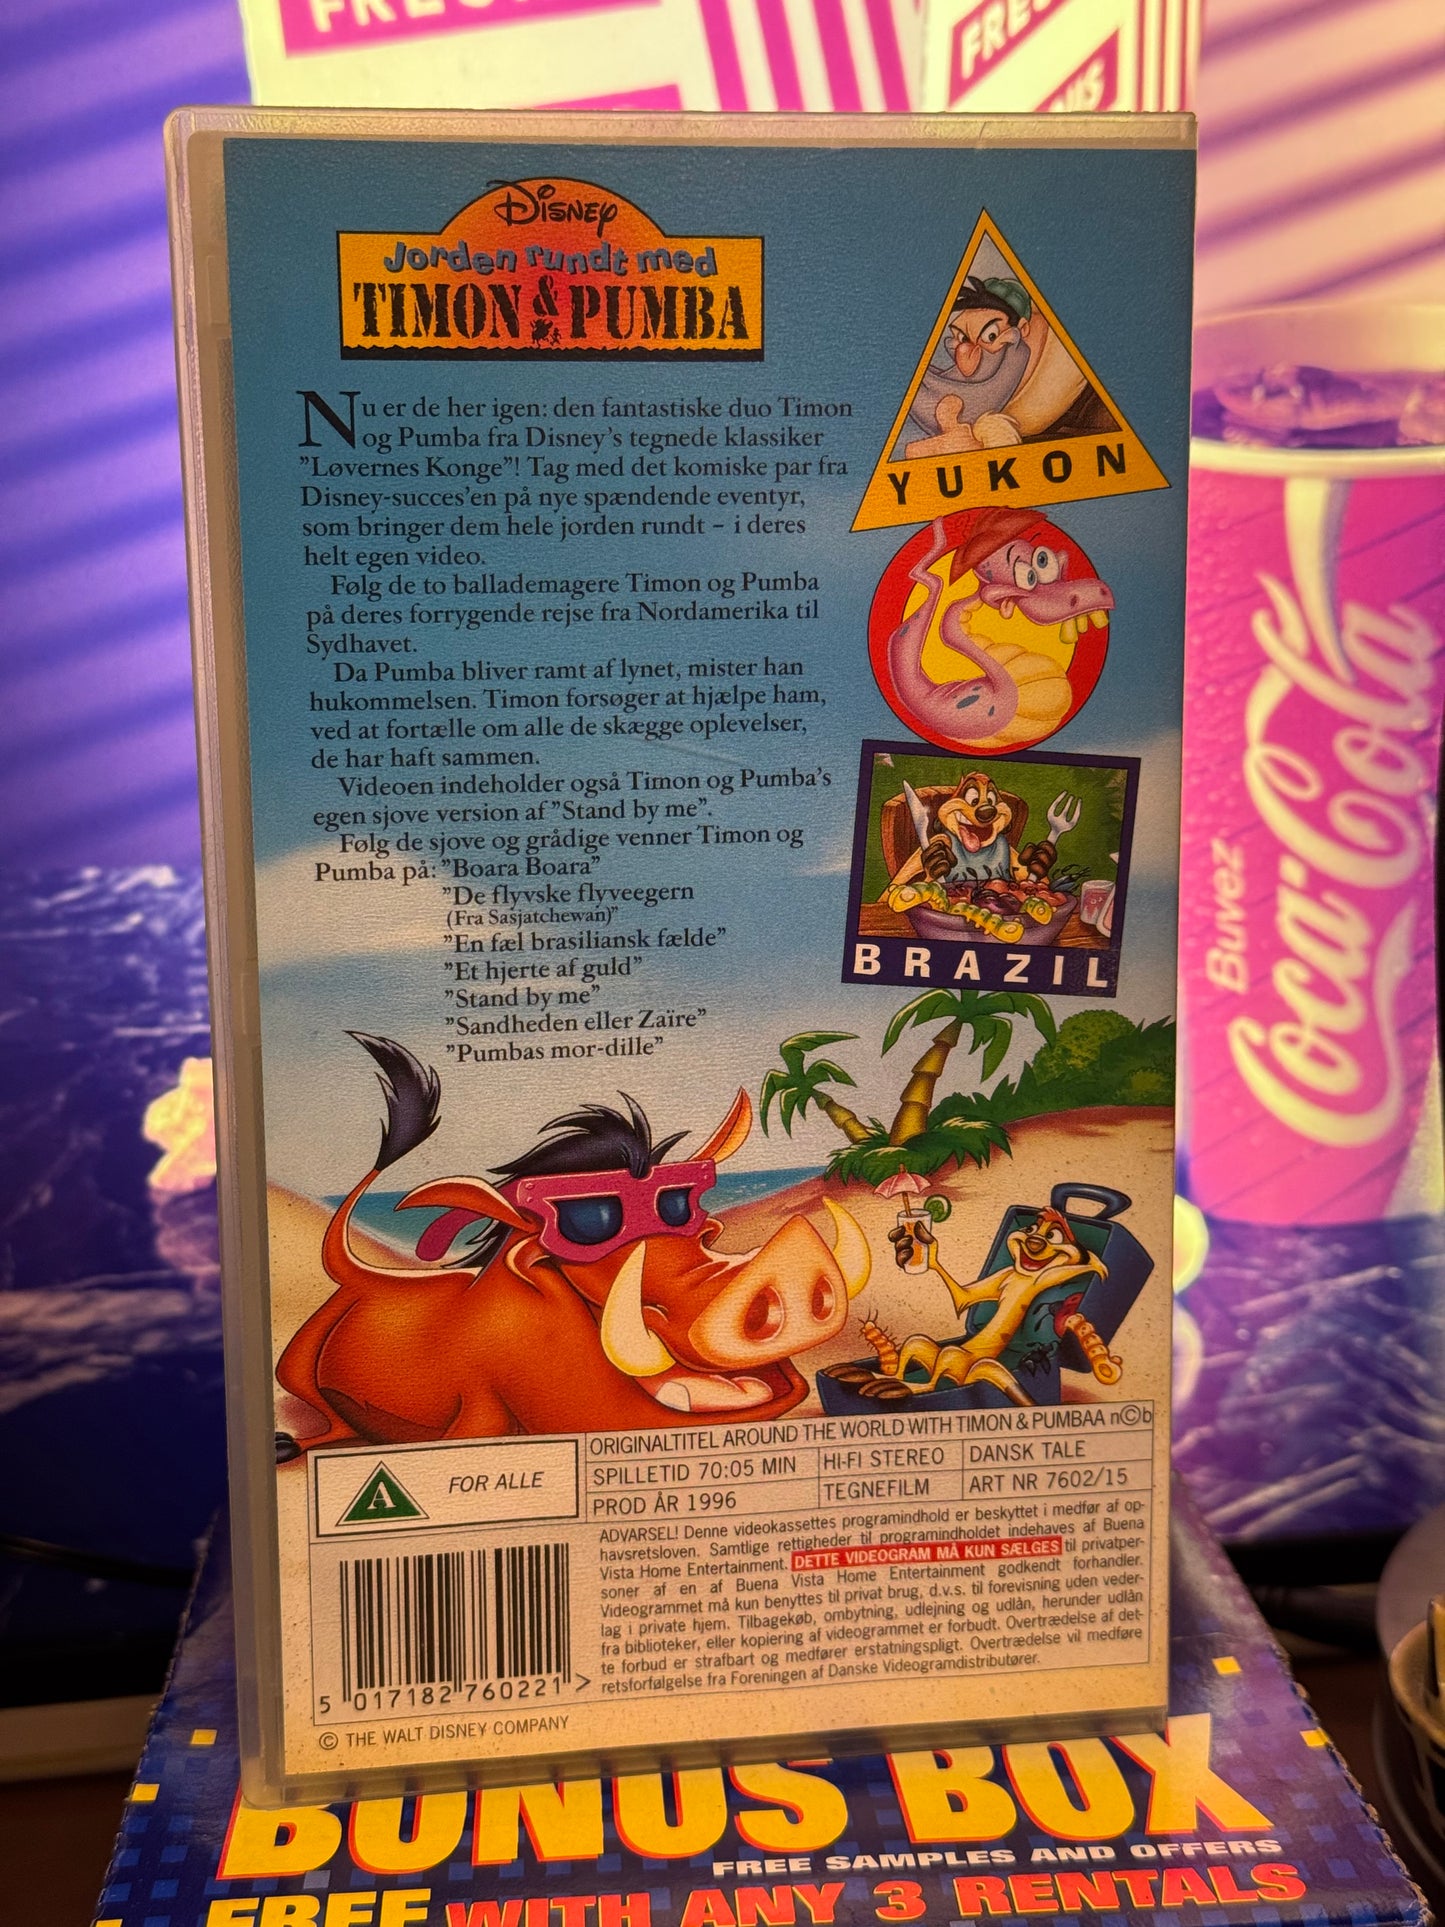 Disney
Jorden rundt med
TIMON & PUMBA
Nu er de her igen: den fantastiske duo Timon
og Pumba fra Disney's tegnede klassiker
"Løvernes Konge"! Tag med det komiske par fra
Disney-succes'en på nye spændende eventyr,
som bringer dem hele jorden rundt – i deres
helt egen video.
Følg de to ballademagere Timon og Pumba
på deres forrygende rejse fra Nordamerika til
Sydhavet.
Da Pumba bliver ramt af lynet, mister han
hukommelsen. Timon forsøger at hjælpe ham,
ved at fortælle om alle de skægge oplevelser,
de har haft sammen.
Videoen indeholder også Timon og Pumba's
egen sjove version af "Stand by me".
Følg de sjove og grådige venner Timon og
Pumba på: "Boara Boara"
"De flyvske flyveegern
(Fra Sasjatchewan)"
"En fæl brasiliansk fælde"
"Et hjerte af guld"
"Stand by me"
"Sandheden eller Zaïre"
"Pumbas mor-dille"
YUKON
BRAZIL
A
FOR ALLE
ORIGINALTITEL AROUND THE WORLD WITH TIMON & PUMBAA n©b
SPILLETID 70:05 MIN
HI-FI STEREO
DANSK TALE
PROD ÅR 1996
TEGNEFILM
ART NR 7602/15
ADVARSEL! Denne videokassettes programindhold er beskyttet i medfør af op-
havsretsloven. Samtlige rettigheder til programindholdet indehaves af Buena
Vista Home Entertainment. DETTE VIDEOGRAM MÅ KUN SÆLGES til privatper-
soner af en af Buena Vista Home Entertainment godkendt forhandler.
Videogrammet må kun benyttes til privat brug, d.v.s. til forevisning uden veder-
lag i private hjem. Tilbagekøb, ombytning, udlejning og udlån, herunder udlån
fra biblioteker, eller kopiering af videogrammet er forbudt. Overtrædelse af det-
te forbud er strafbart og medfører erstatningspligt. Overtrædelse vil medføre
retsforfølgelse fra Foreningen af Danske Videogramdistributører.
5 017182 760221 >
© THE WALT DISNEY COMPANY
Buvez
Coca-Cola
BONUS BOX
FREE SAMPLES AND OFFERS
FREE WITH ANY 3 RENTALS